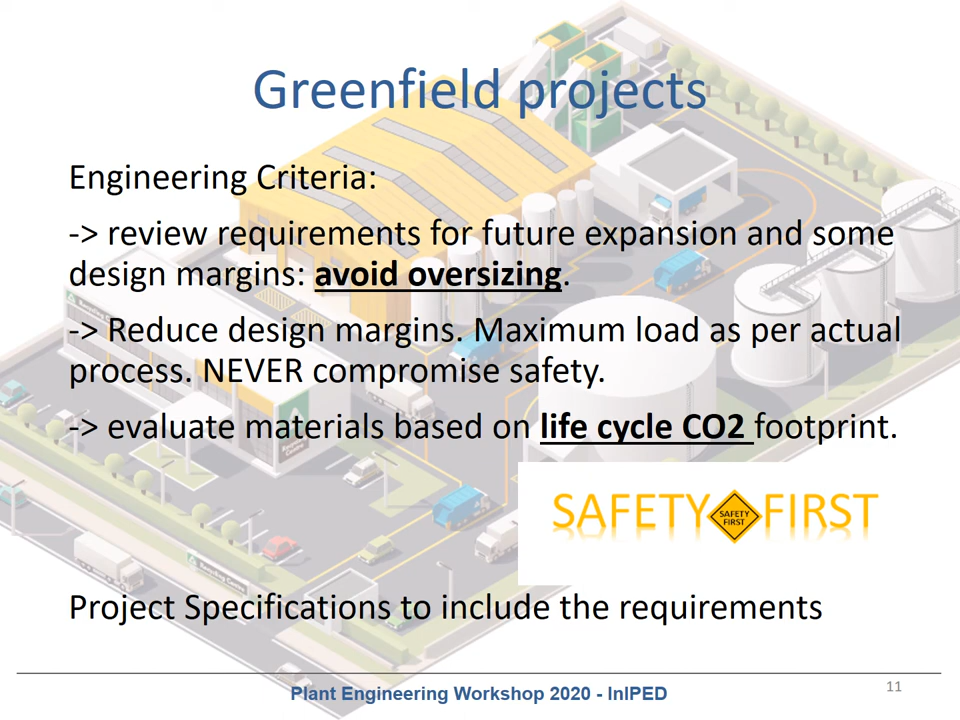 Greenfield projects
Engineering Criteria:
-> review requirements for future expansion and some
design margins: avoid oversizing.
-> Reduce design margins. Maximum load as per actual
process. NEVER compromise safety.
-> evaluate materials based on life cycle CO2 footprint.
SAFETY FIRST
SAFETY
FIRST
Project Specifications to include the requirements
Plant Engineering Workshop 2020 - InIPED
11